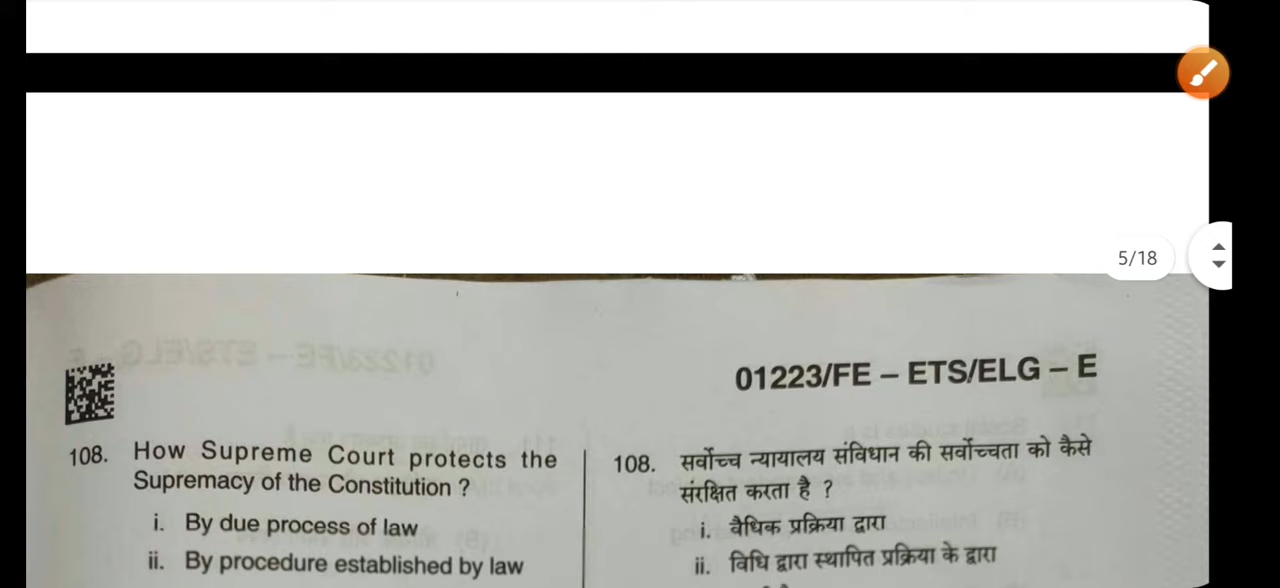 5/18
01223/FE – ETS/ELG – E
108. How Supreme Court protects the
Supremacy of the Constitution ?
i. By due process of law
ii. By procedure established by law
108. सर्वोच्च न्यायालय संविधान की सर्वोच्चता को कैसे
संरक्षित करता है ?
i. वैधिक प्रक्रिया द्वारा
ii. विधि द्वारा स्थापित प्रक्रिया के द्वारा